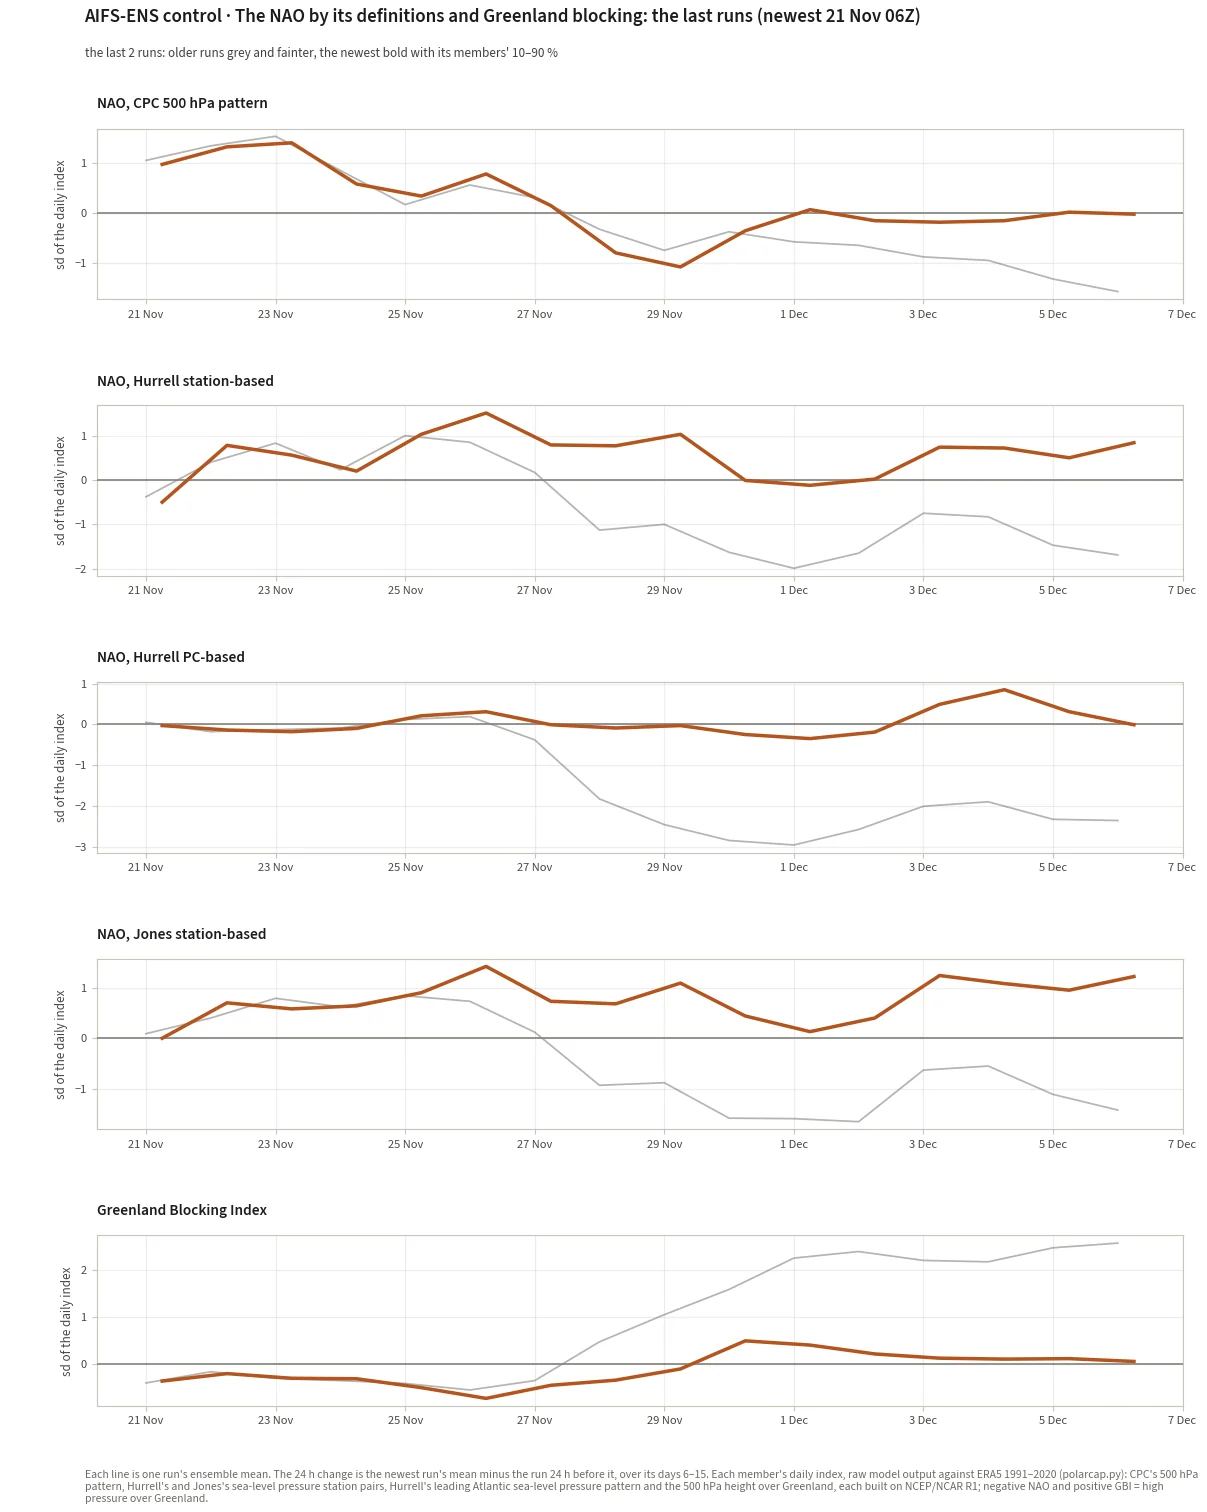 AIFS-ENS control · The NAO by its definitions and Greenland blocking: the last runs (newest 21 Nov 06Z)
the last 2 runs: older runs grey and fainter, the newest bold with its members' 10–90 %
NAO, CPC 500 hPa pattern
sd of the daily index
1
0
−1
21 Nov 23 Nov 25 Nov 27 Nov 29 Nov 1 Dec 3 Dec 5 Dec 7 Dec
NAO, Hurrell station-based
sd of the daily index
1
0
−1
−2
21 Nov 23 Nov 25 Nov 27 Nov 29 Nov 1 Dec 3 Dec 5 Dec 7 Dec
NAO, Hurrell PC-based
sd of the daily index
1
0
−1
−2
−3
21 Nov 23 Nov 25 Nov 27 Nov 29 Nov 1 Dec 3 Dec 5 Dec 7 Dec
NAO, Jones station-based
sd of the daily index
1
0
−1
21 Nov 23 Nov 25 Nov 27 Nov 29 Nov 1 Dec 3 Dec 5 Dec 7 Dec
Greenland Blocking Index
sd of the daily index
2
1
0
21 Nov 23 Nov 25 Nov 27 Nov 29 Nov 1 Dec 3 Dec 5 Dec 7 Dec
Each line is one run's ensemble mean. The 24 h change is the newest run's mean minus the run 24 h before it, over its days 6–15. Each member's daily index, raw model output against ERA5 1991–2020 (polarcap.py): CPC's 500 hPa
pattern, Hurrell's and Jones's sea-level pressure station pairs, Hurrell's leading Atlantic sea-level pressure pattern and the 500 hPa height over Greenland, each built on NCEP/NCAR R1; negative NAO and positive GBI = high
pressure over Greenland.